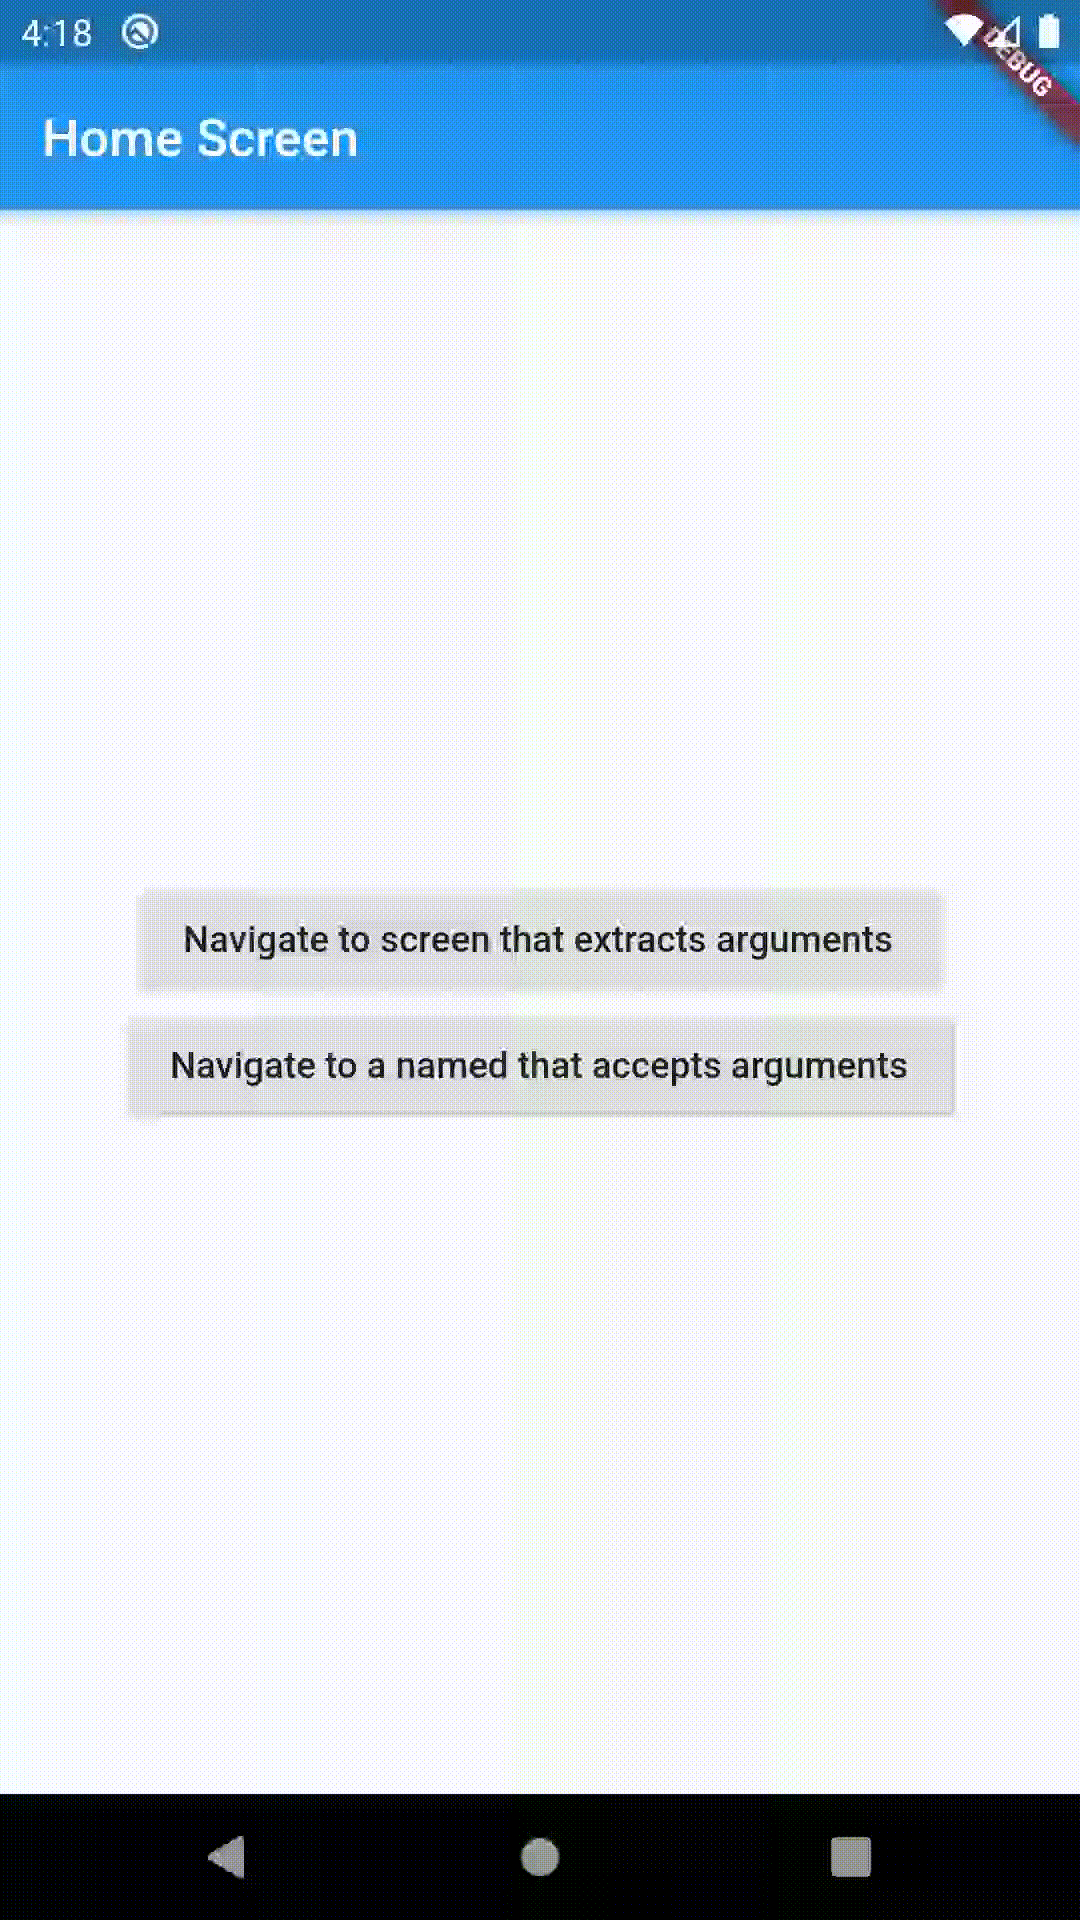 4:18
DEBUG
Home Screen
Navigate to screen that extracts arguments
Navigate to a named that accepts arguments